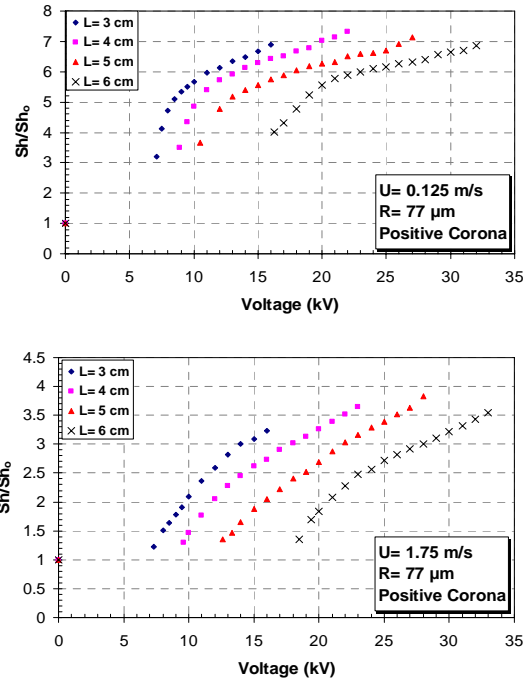 8
7
6
5
4
3
2
1
0
Sh/Sh₀
L= 3 cm
L= 4 cm
L= 5 cm
L= 6 cm
U= 0.125 m/s
R= 77 µm
Positive Corona
0 5 10 15 20 25 30 35
Voltage (kV)
4.5
4
3.5
3
2.5
2
1.5
1
0.5
0
Sh/Sh₀
L= 3 cm
L= 4 cm
L= 5 cm
L= 6 cm
U= 1.75 m/s
R= 77 µm
Positive Corona
0 5 10 15 20 25 30 35
Voltage (kV)